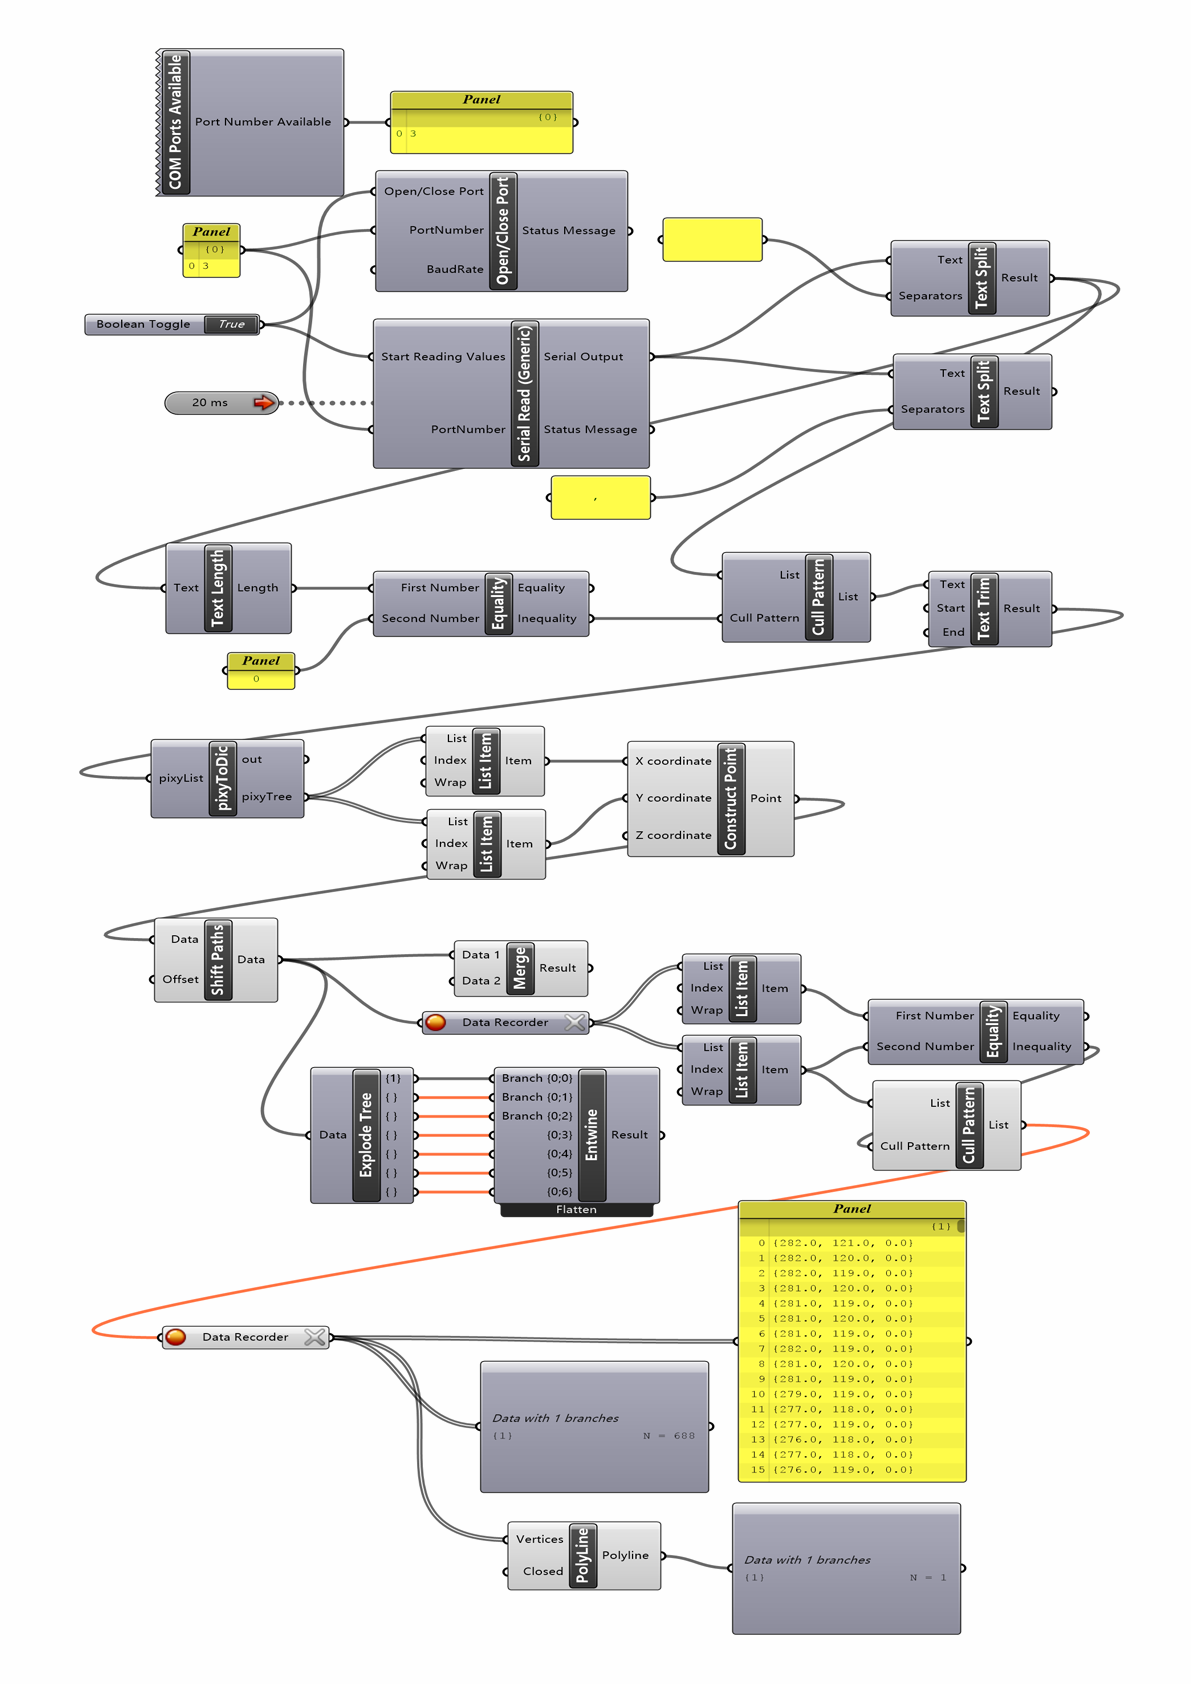 COM Ports Available
Port Number Available
Panel
{0}
0 3
Open/Close Port
PortNumber
BaudRate
Open/Close Port
Status Message
Panel
{0}
0 3
Boolean Toggle True
20 ms
Start Reading Values
PortNumber
Serial Read (Generic)
Serial Output
Status Message
Text
Separators
Text Split
Result
Text
Separators
Text Split
Result
,
Text
Text Length
Length
First Number
Second Number
Equality
Equality
Inequality
Panel
0
List
Cull Pattern
Cull Pattern
List
Text
Start
End
Text Trim
Result
pixyList
pixyToDic
out
pixyTree
List
Index
Wrap
List Item
Item
List
Index
Wrap
List Item
Item
X coordinate
Y coordinate
Z coordinate
Construct Point
Point
Data
Offset
Shift Paths
Data
Data 1
Data 2
Merge
Result
Data Recorder
List
Index
Wrap
List Item
Item
List
Index
Wrap
List Item
Item
First Number
Second Number
Equality
Equality
Inequality
List
Cull Pattern
Cull Pattern
List
Data
Explode Tree
{1}
{ }
{ }
{ }
{ }
{ }
{ }
Branch {0;0}
Branch {0;1}
Branch {0;2}
{0;3}
{0;4}
{0;5}
{0;6}
Entwine
Result
Flatten
Panel
{1}
0 {282.0, 121.0, 0.0}
1 {282.0, 120.0, 0.0}
2 {282.0, 119.0, 0.0}
3 {281.0, 120.0, 0.0}
4 {281.0, 119.0, 0.0}
5 {281.0, 120.0, 0.0}
6 {281.0, 119.0, 0.0}
7 {282.0, 119.0, 0.0}
8 {281.0, 120.0, 0.0}
9 {281.0, 119.0, 0.0}
10 {279.0, 119.0, 0.0}
11 {277.0, 118.0, 0.0}
12 {277.0, 119.0, 0.0}
13 {276.0, 118.0, 0.0}
14 {277.0, 118.0, 0.0}
15 {276.0, 119.0, 0.0}
Data Recorder
Data with 1 branches
{1} N = 688
Vertices
Closed
PolyLine
Polyline
Data with 1 branches
{1} N = 1